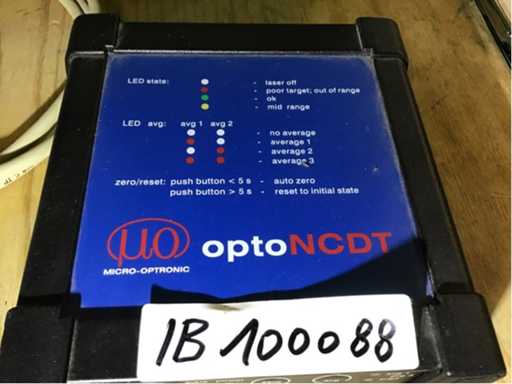 LED state: - laser off
- poor target; out of range
- ok
- mid range
LED avg: avg 1 avg 2
- no average
- average 1
- average 2
- average 3
zero/reset: push button < 5 s - auto zero
push button > 5 s - reset to initial state
µo optoNCDT
MICRO-OPTRONIC
IB 100088